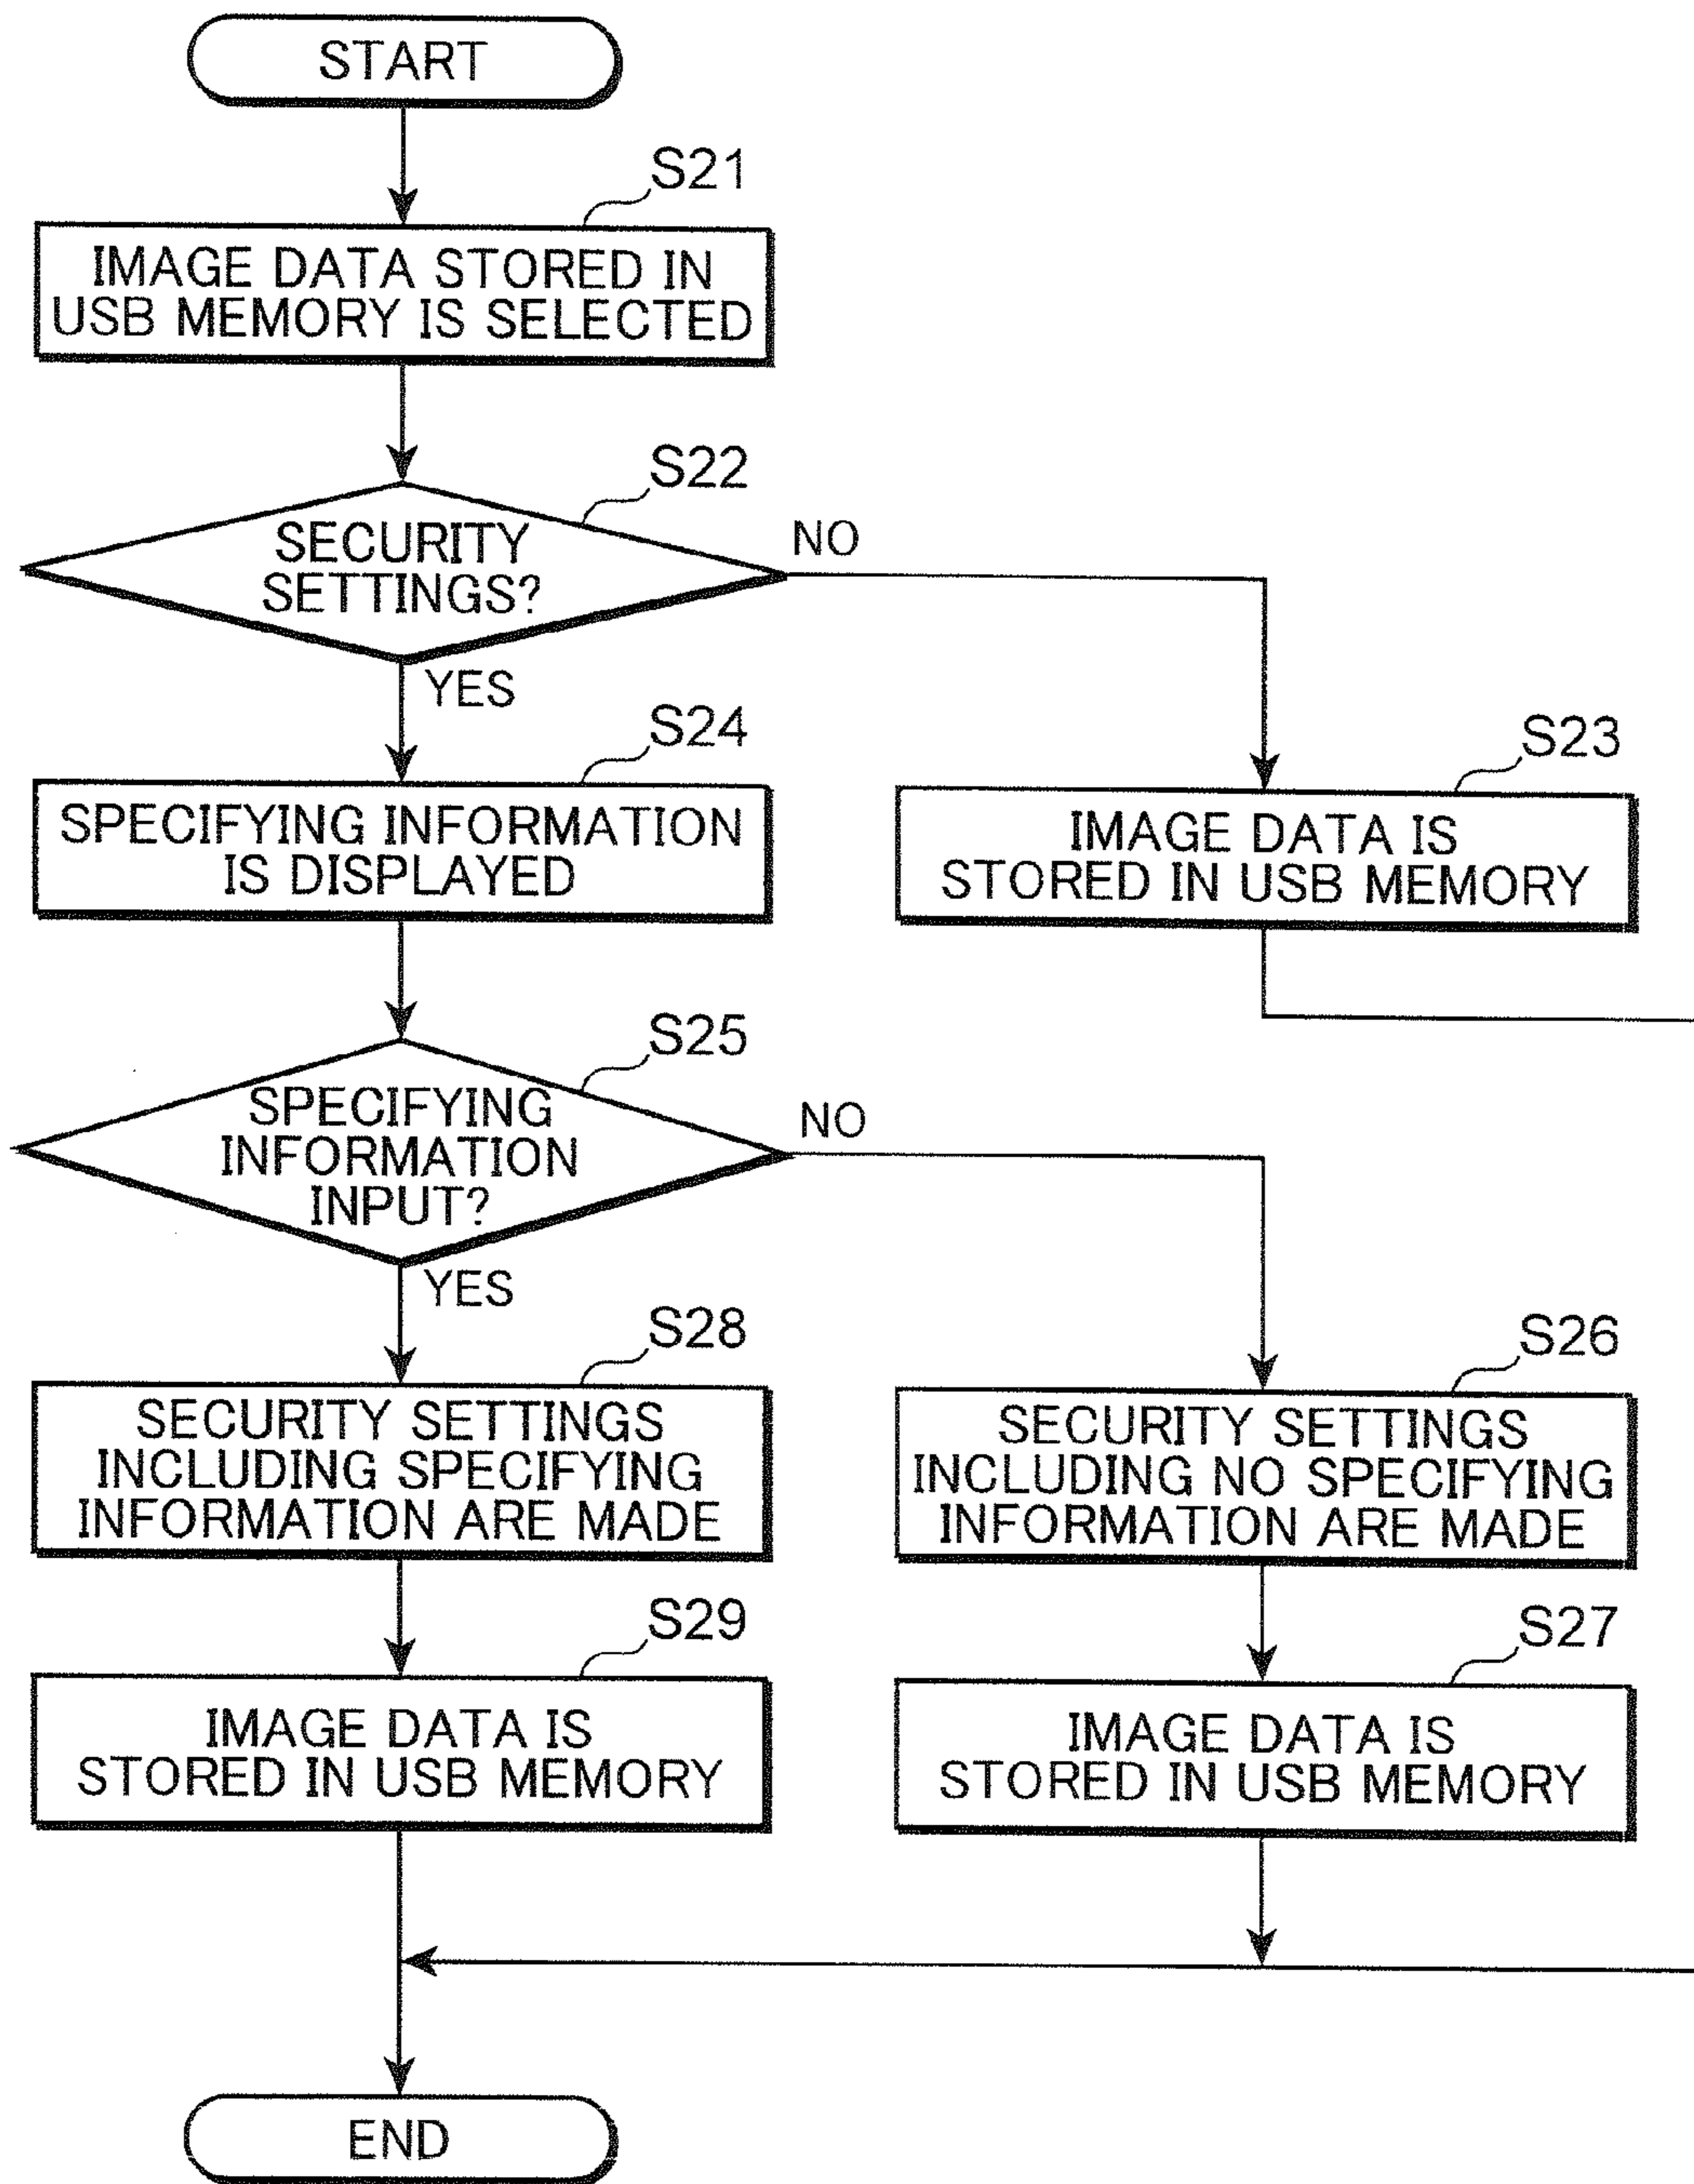 START
S21
IMAGE DATA STORED IN
USB MEMORY IS SELECTED
S22
SECURITY
SETTINGS?
NO
YES
S24
SPECIFYING INFORMATION
IS DISPLAYED
S23
IMAGE DATA IS
STORED IN USB MEMORY
S25
SPECIFYING
INFORMATION
INPUT?
NO
YES
S28
SECURITY SETTINGS
INCLUDING SPECIFYING
INFORMATION ARE MADE
S26
SECURITY SETTINGS
INCLUDING NO SPECIFYING
INFORMATION ARE MADE
S29
IMAGE DATA IS
STORED IN USB MEMORY
S27
IMAGE DATA IS
STORED IN USB MEMORY
END